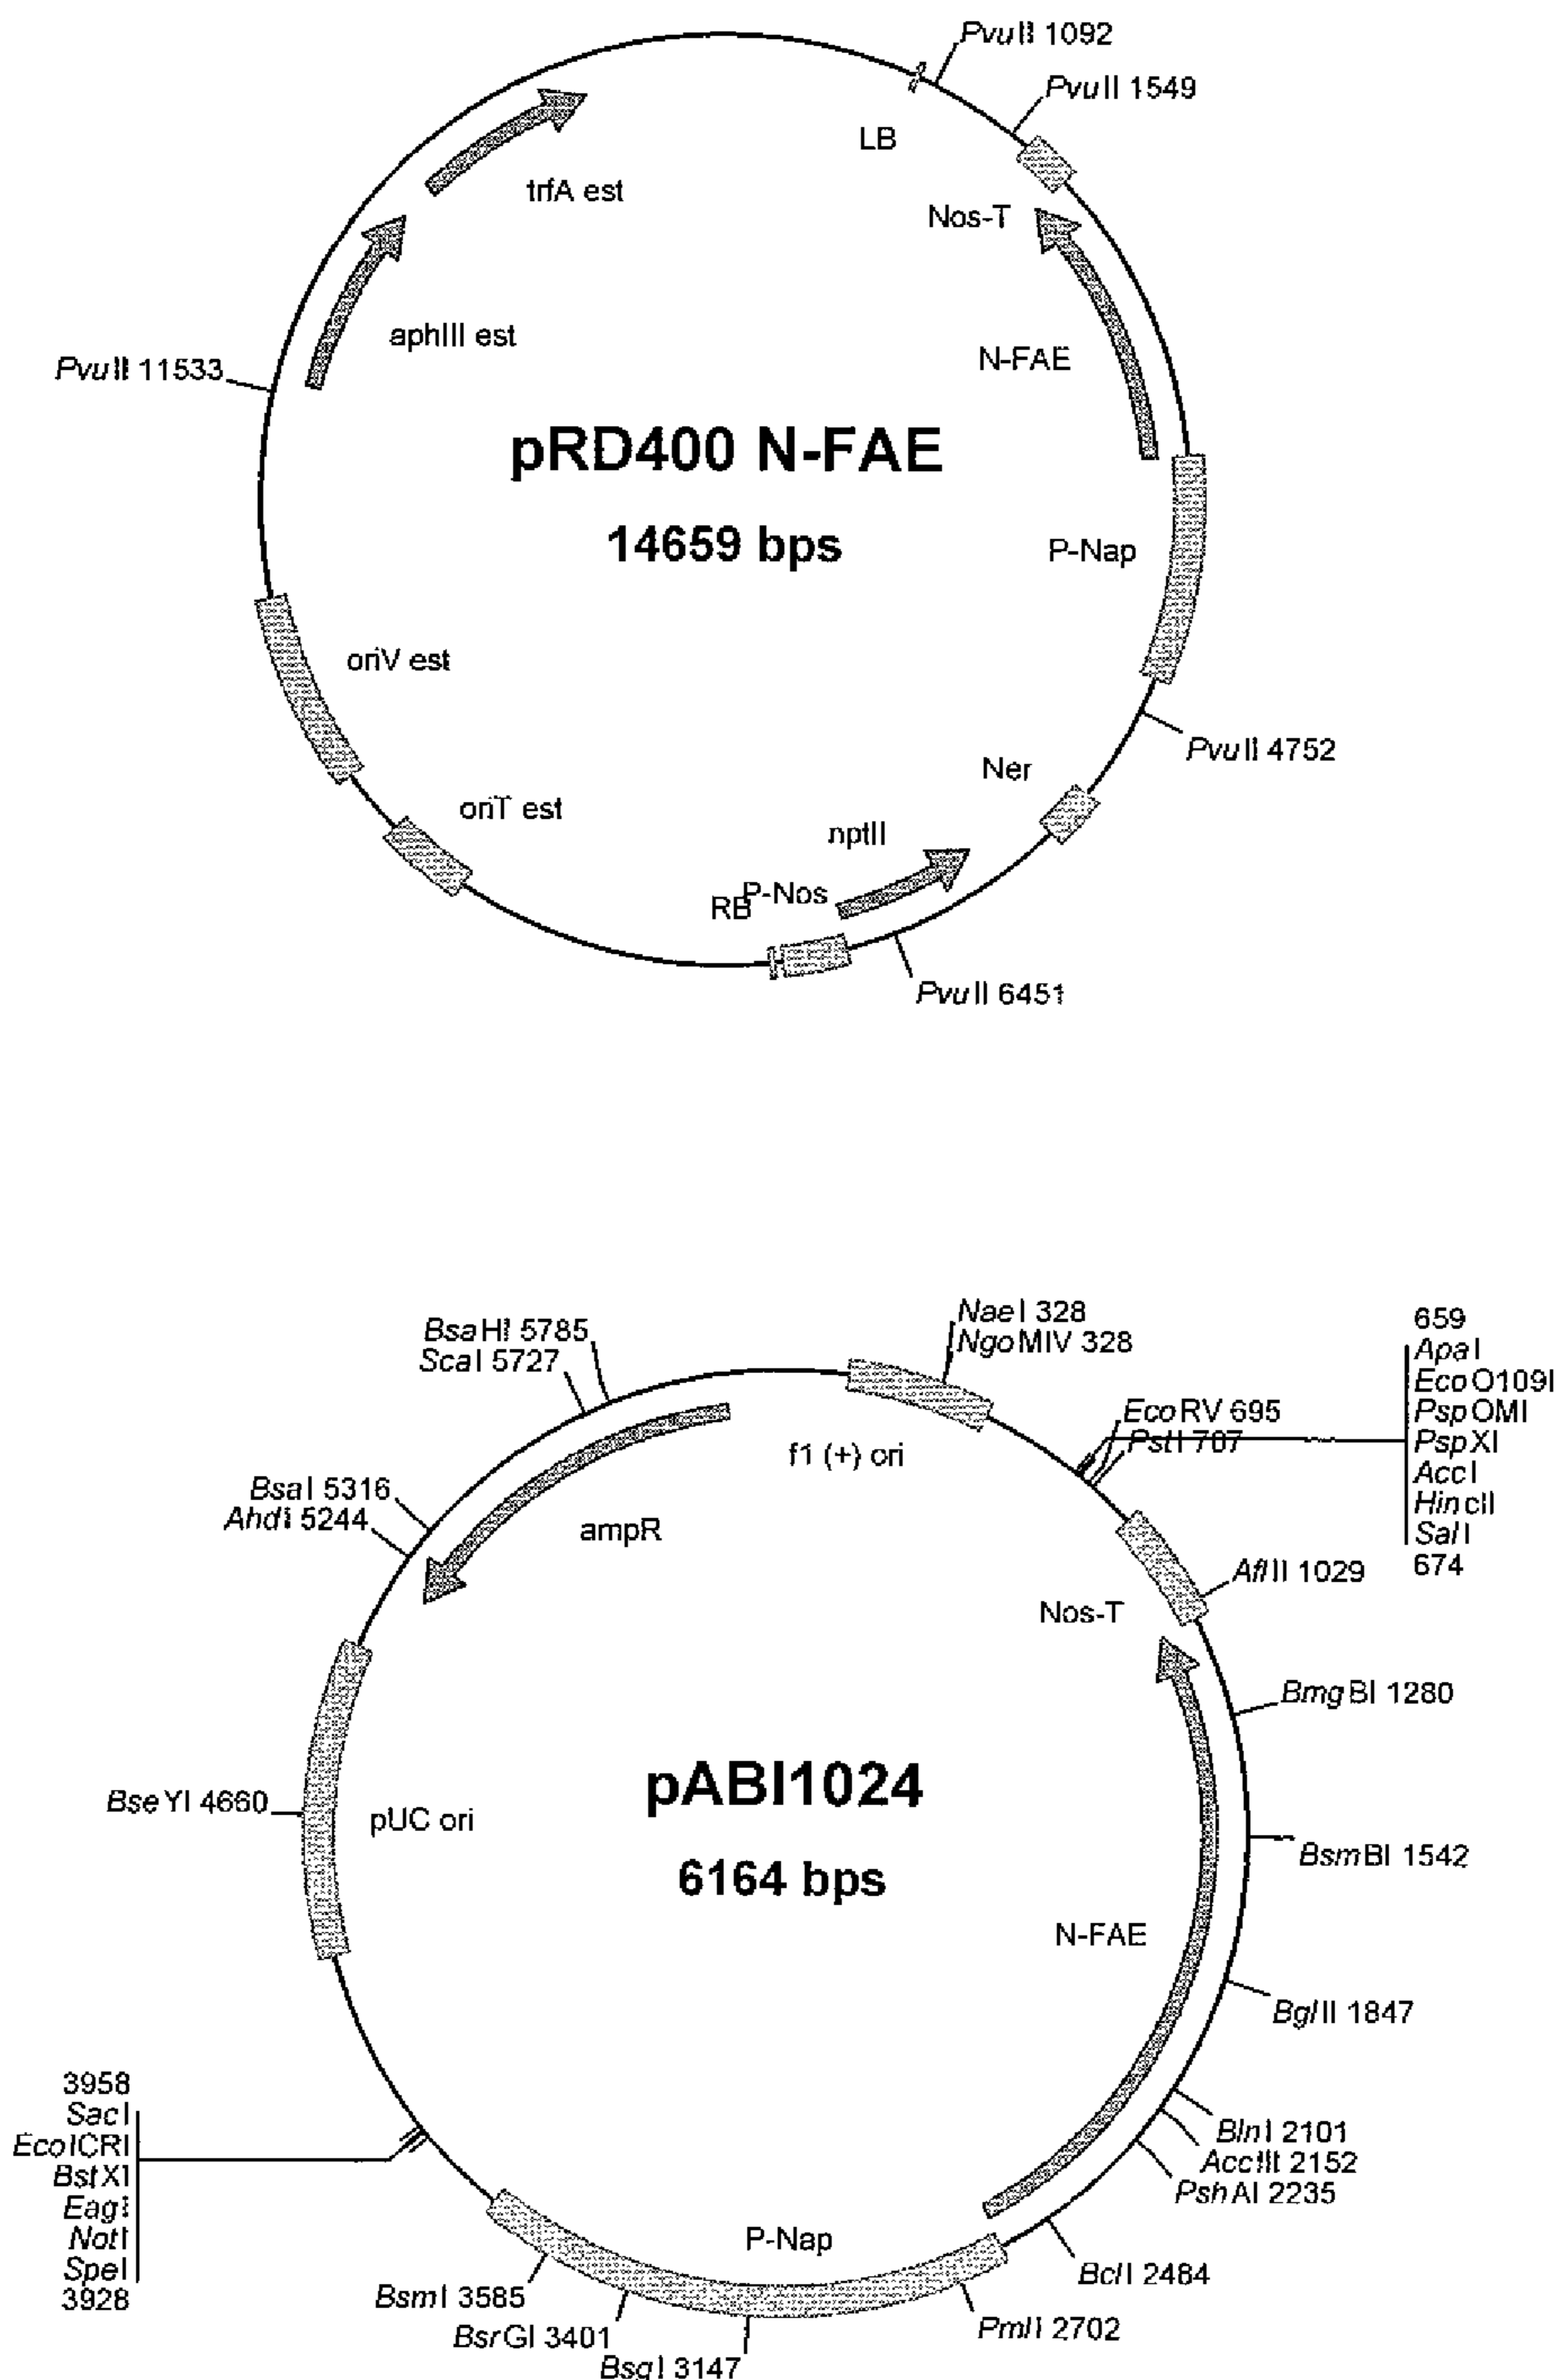 PvuII 1092
PvuII 1549
LB
trfA est
Nos-T
aphIII est
N-FAE
PvuII 11533
pRD400 N-FAE
14659 bps
P-Nap
oriV est
PvuII 4752
Ner
oriT est
nptII
P-Nos
RB
PvuII 6451
NaeI 328
NgoMIV 328
BsaHI 5785
ScaI 5727
659
ApaI
EcoO109I
PspOMI
PspXI
AccI
HincII
SalI
674
EcoRV 695
PstI 707
f1 (+) ori
BsaI 5316
AhdI 5244
ampR
AflII 1029
Nos-T
BmgBI 1280
pABI1024
6164 bps
BseYI 4660
pUC ori
BsmBI 1542
N-FAE
BglII 1847
3958
SacI
EcoICRI
BstXI
EagI
NotI
SpeI
3928
BlnI 2101
AccIII 2152
PshAI 2235
P-Nap
BclI 2484
BsmI 3585
PmlI 2702
BsrGI 3401
BsgI 3147